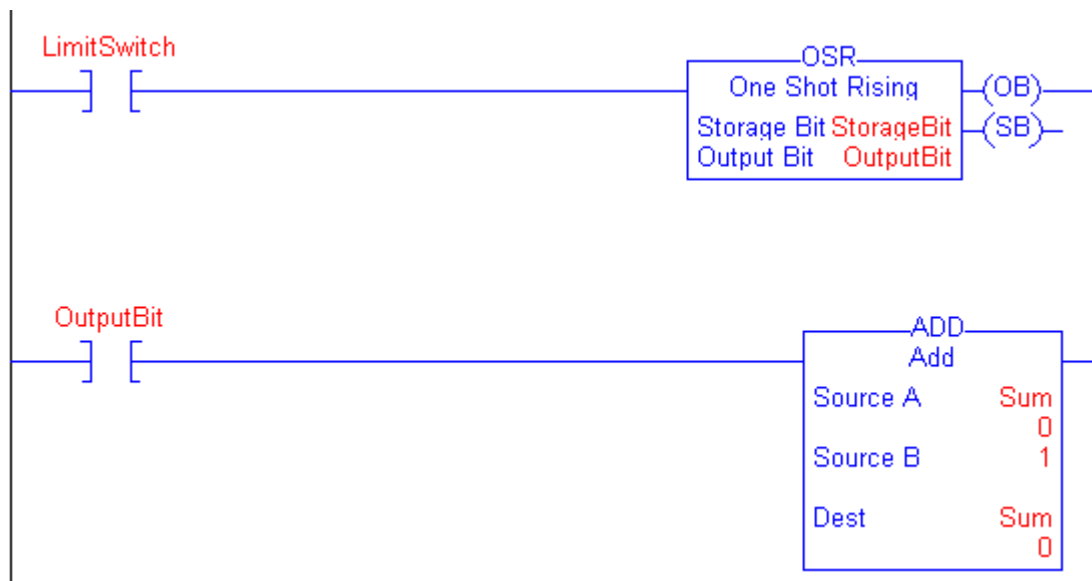 LimitSwitch
OSR
One Shot Rising
(OB)
Storage Bit StorageBit
(SB)
Output Bit OutputBit
OutputBit
ADD
Add
Source A Sum
0
Source B 1
Dest Sum
0